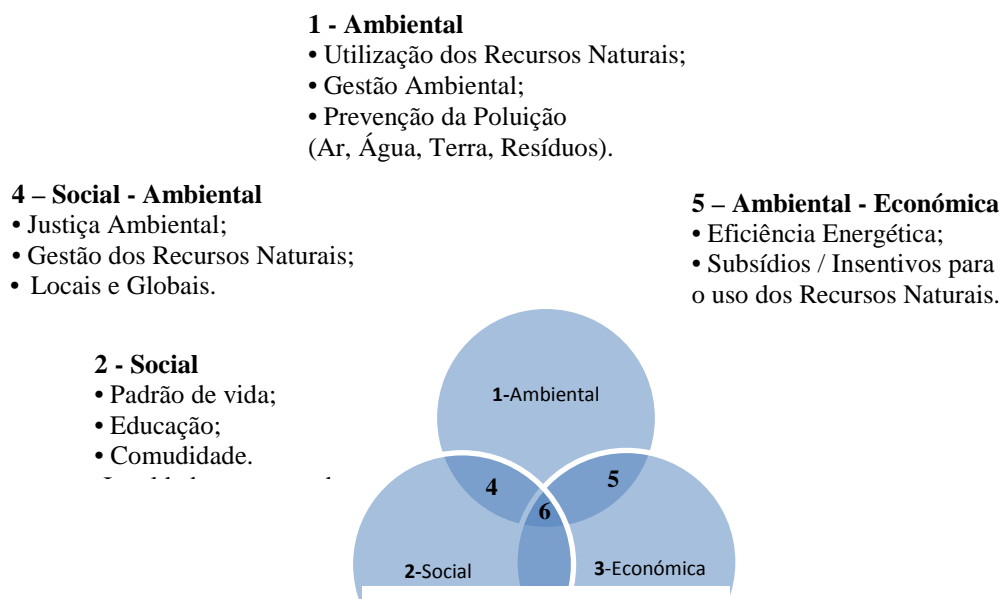 1 - Ambiental
• Utilização dos Recursos Naturais;
• Gestão Ambiental;
• Prevenção da Poluição
(Ar, Água, Terra, Resíduos).
4 – Social - Ambiental
• Justiça Ambiental;
• Gestão dos Recursos Naturais;
• Locais e Globais.
5 – Ambiental - Económica
• Eficiência Energética;
• Subsídios / Insentivos para
o uso dos Recursos Naturais.
2 - Social
• Padrão de vida;
• Educação;
• Comudidade.
1-Ambiental
4
5
6
2-Social
3-Económica